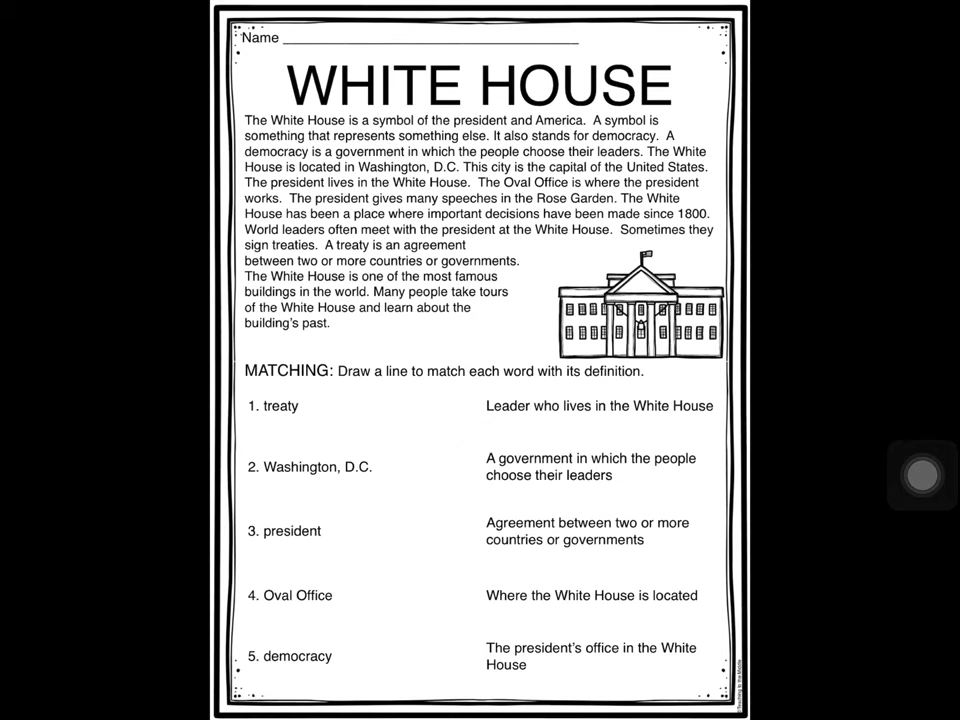 Name
WHITE HOUSE
The White House is a symbol of the president and America. A symbol is
something that represents something else. It also stands for democracy. A
democracy is a government in which the people choose their leaders. The White
House is located in Washington, D.C. This city is the capital of the United States.
The president lives in the White House. The Oval Office is where the president
works. The president gives many speeches in the Rose Garden. The White
House has been a place where important decisions have been made since 1800.
World leaders often meet with the president at the White House. Sometimes they
sign treaties. A treaty is an agreement
between two or more countries or governments.
The White House is one of the most famous
buildings in the world. Many people take tours
of the White House and learn about the
building's past.
MATCHING: Draw a line to match each word with its definition.
1. treaty
Leader who lives in the White House
2. Washington, D.C.
A government in which the people
choose their leaders
3. president
Agreement between two or more
countries or governments
4. Oval Office
Where the White House is located
5. democracy
The president's office in the White
House
©Teaching to the Middle